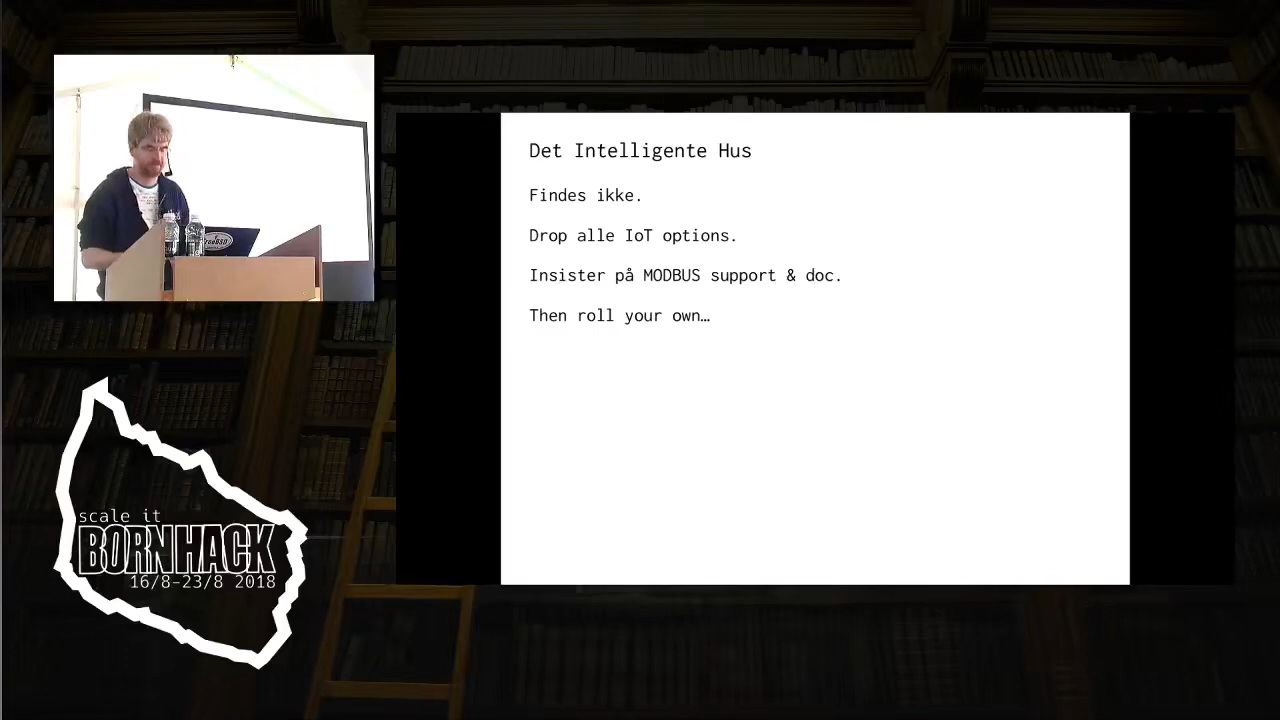 Det Intelligente Hus
Findes ikke.
Drop alle IoT options.
Insister på MODBUS support & doc.
Then roll your own…
scale it
BORNHACK
16/8-23/8 2018